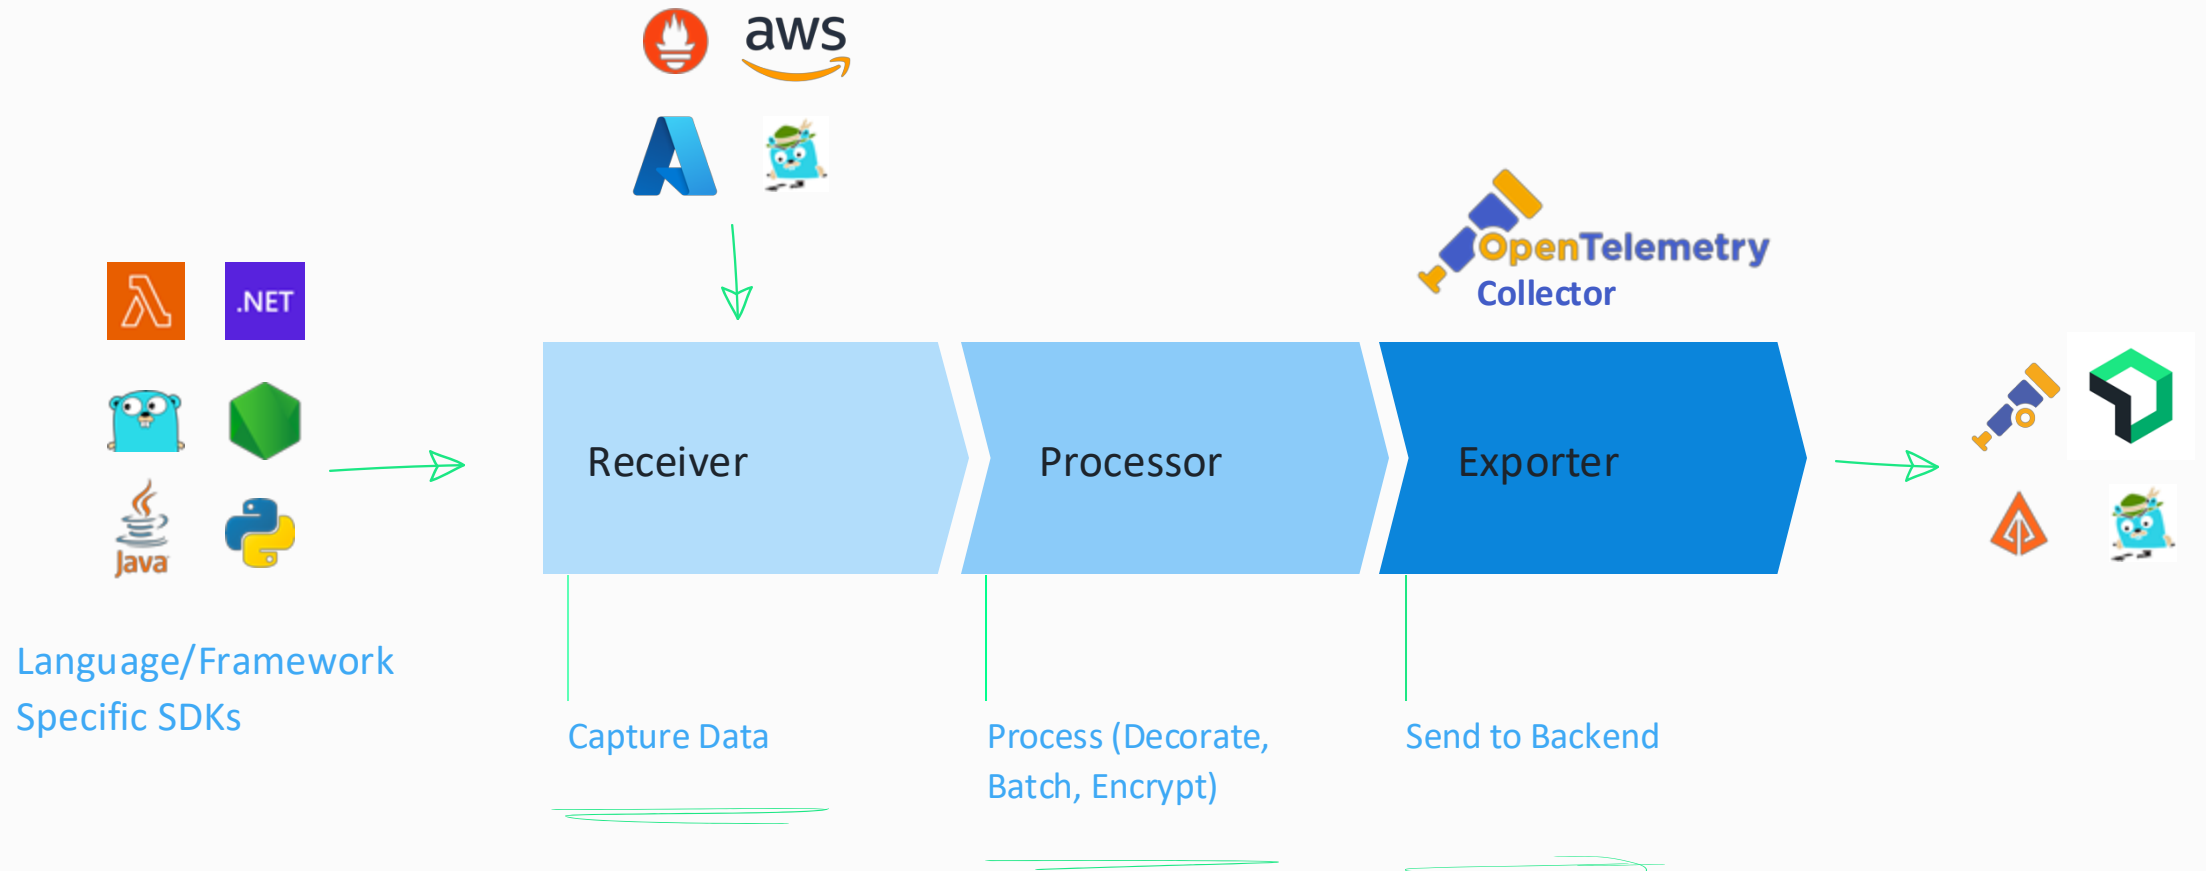 aws
OpenTelemetry
Collector
.NET
Java
Receiver
Processor
Exporter
Language/Framework
Specific SDKs
Capture Data
Process (Decorate,
Batch, Encrypt)
Send to Backend